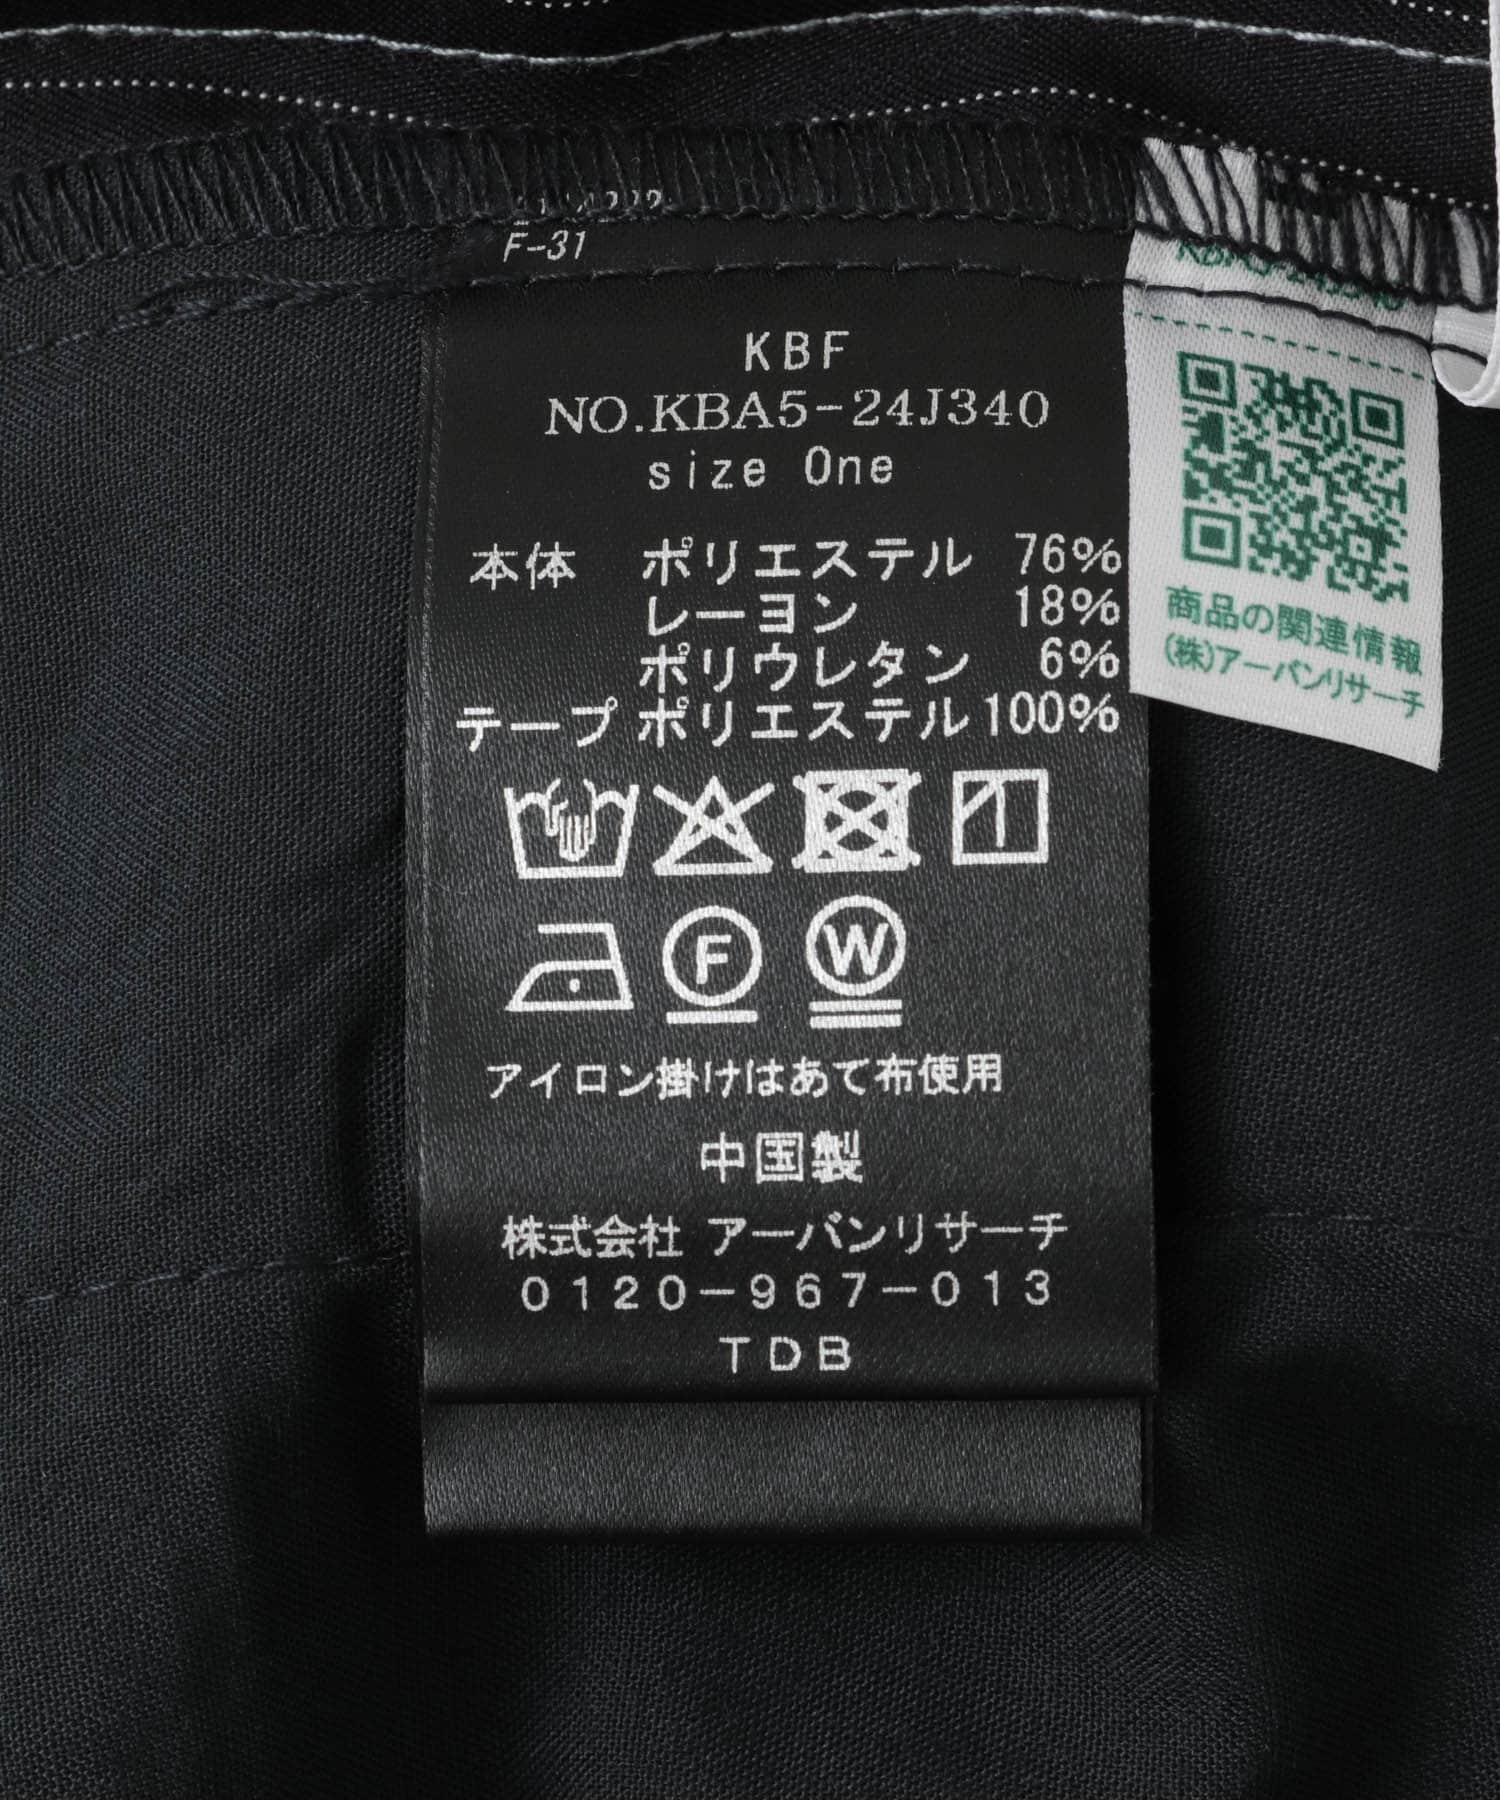 F-31
KBF
NO.KBA5-24J340
size One
本体 ポリエステル 76%
レーヨン 18%
ポリウレタン 6%
テープ ポリエステル 100%
F
W
アイロン掛けはあて布使用
中国製
株式会社 アーバンリサーチ
0120-967-013
TDB
KBA5-24J340
商品の関連情報
(株)アーバンリサーチ